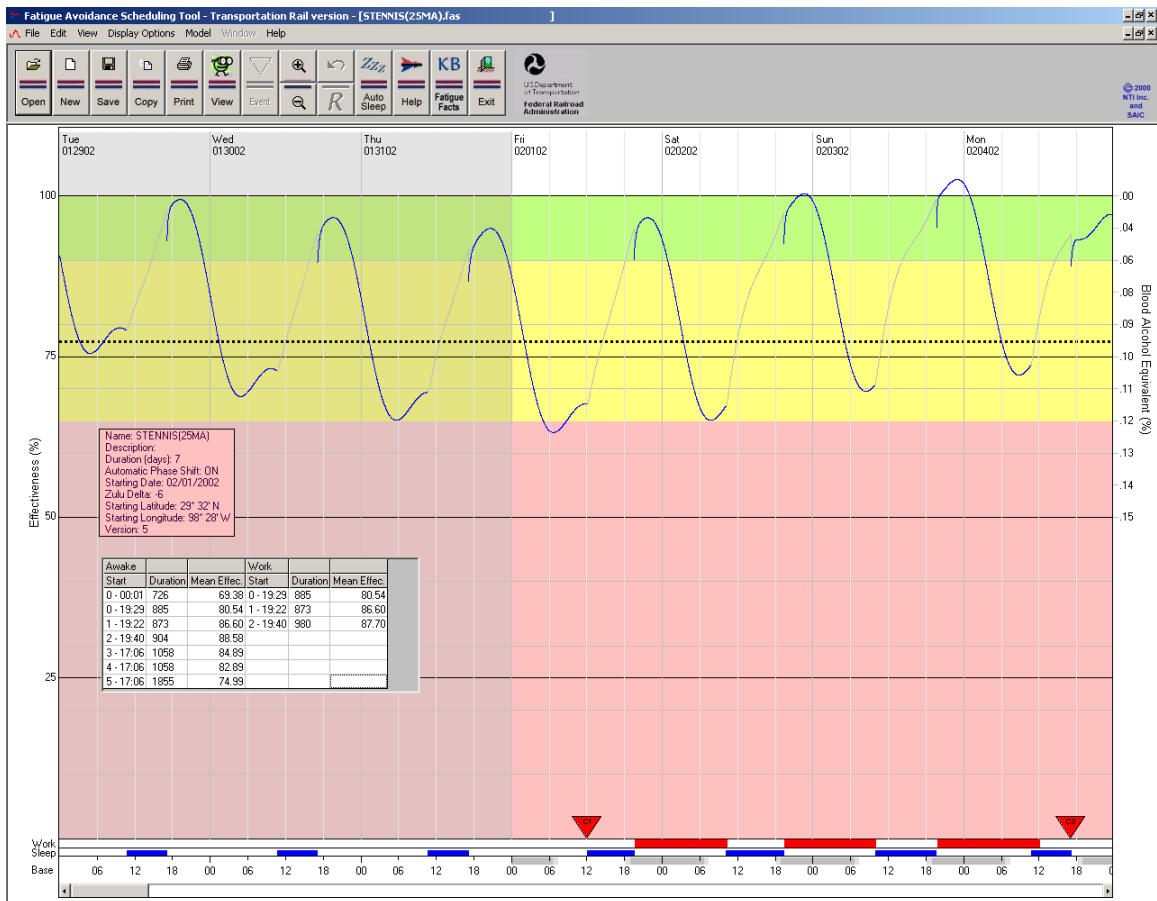 Fatigue Avoidance Scheduling Tool - Transportation Rail version - [STENNIS(25MA).fas ]
File Edit View Display Options Model Window Help
Open New Save Copy Print View Event R Zzz Auto Sleep Help KB Fatigue Facts Exit
U.S. Department
of Transportation
Federal Railroad
Administration
© 2000
NTI Inc.
and
SAIC
Tue Wed Thu Fri Sat Sun Mon
012902 013002 013102 020102 020202 020302 020402
Effectiveness (%)
100
75
50
25
.00
.04
.06
.08
.09
.10
.11
.12
.13
.14
.15
Blood Alcohol Equivalent (%)
Name: STENNIS(25MA)
Description:
Duration (days): 7
Automatic Phase Shift: ON
Starting Date: 02/01/2002
Zulu Delta: -6
Starting Latitude: 29° 32' N
Starting Longitude: 98° 28' W
Version: 5
Awake Work
Start Duration Mean Effec. Start Duration Mean Effec.
0 - 00:01 726 69.38 0 - 19:29 885 80.54
0 - 19:29 885 80.54 1 - 19:22 873 86.60
1 - 19:22 873 86.60 2 - 19:40 980 87.70
2 - 19:40 904 88.58
3 - 17:06 1058 84.89
4 - 17:06 1058 82.89
5 - 17:06 1855 74.99
Work
Sleep
Base 06 12 18 00 06 12 18 00 06 12 18 00 06 12 18 00 06 12 18 00 06 12 18 00 06 12 18